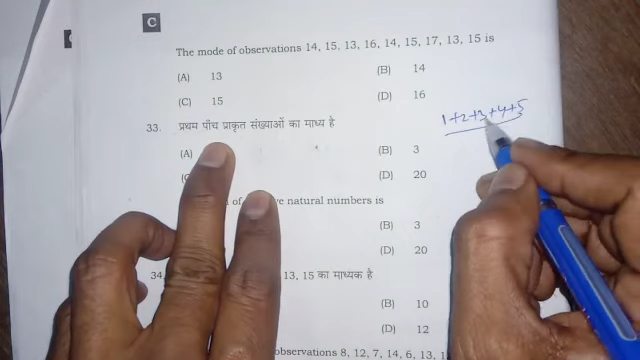 C
The mode of observations 14, 15, 13, 16, 14, 15, 17, 13, 15 is
(A) 13 (B) 14
(C) 15 (D) 16
1+2+3+4+5
33. प्रथम पाँच प्राकृत संख्याओं का माध्य है
(A) (B) 3
(D) 20
of natural numbers is
(B) 3
(D) 20
34. 13, 15 का माध्यक है
(B) 10
(D) 12
observations 8, 12, 7, 14, 6, 13,